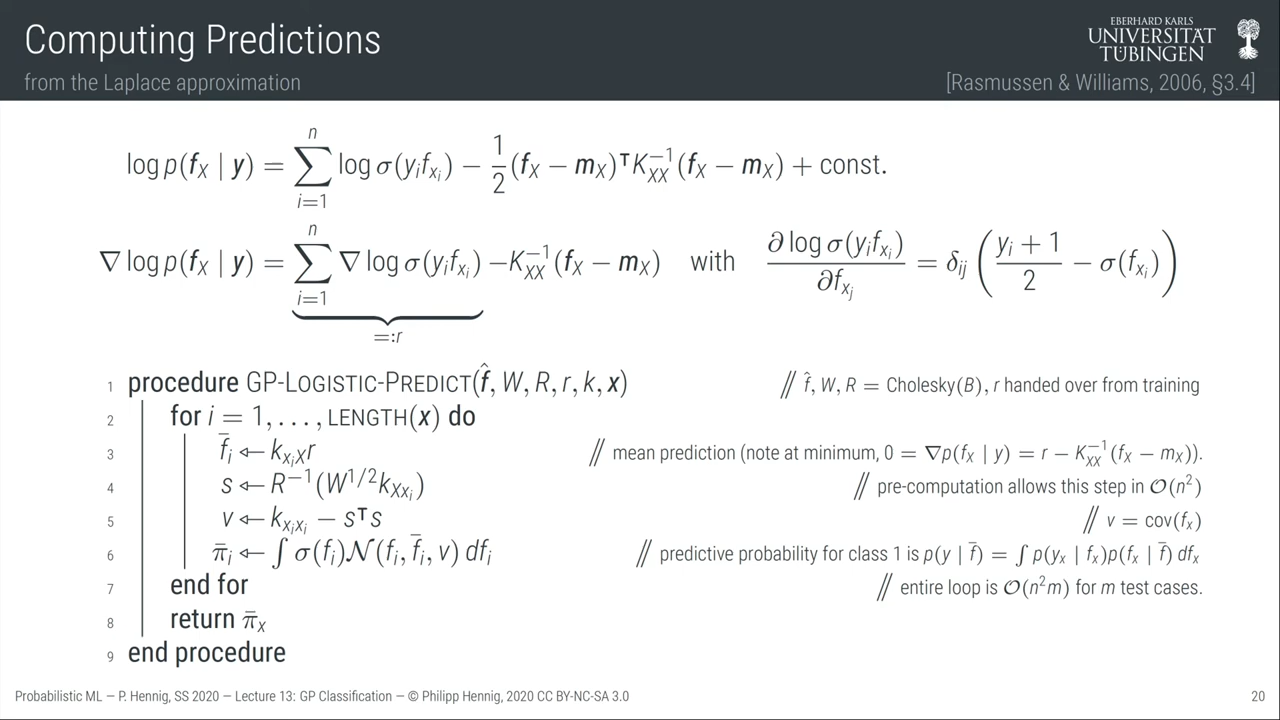 Computing Predictions
EBERHARD KARLS
UNIVERSITÄT
TÜBINGEN
from the Laplace approximation
[Rasmussen & Williams, 2006, §3.4]
log p(f_X | y) = ∑_{i=1}^{n} log σ(y_i f_{x_i}) − 1/2 (f_X − m_X)^⊤ K_{XX}^{−1} (f_X − m_X) + const.
∇ log p(f_X | y) = ∑_{i=1}^{n} ∇ log σ(y_i f_{x_i}) − K_{XX}^{−1} (f_X − m_X) with ∂ log σ(y_i f_{x_i}) / ∂f_{x_j} = δ_{ij} ( (y_i + 1)/2 − σ(f_{x_i}) )
=:r
1 procedure GP-LOGISTIC-PREDICT(f̂, W, R, r, k, x) // f̂, W, R = Cholesky(B), r handed over from training
2 for i = 1, . . . , LENGTH(x) do
3 f̄_i ← k_{x_i X} r // mean prediction (note at minimum, 0 = ∇p(f_X | y) = r − K_{XX}^{−1}(f_X − m_X)).
4 s ← R^{−1}(W^{1/2} k_{X x_i}) // pre-computation allows this step in O(n²)
5 v ← k_{x_i x_i} − s^⊤ s // v = cov(f_X)
6 π̄_i ← ∫ σ(f_i) N(f_i, f̄_i, v) df_i // predictive probability for class 1 is p(y | f̄) = ∫ p(y_x | f_x) p(f_x | f̄) df_x
7 end for // entire loop is O(n²m) for m test cases.
8 return π̄_x
9 end procedure
Probabilistic ML — P. Hennig, SS 2020 — Lecture 13: GP Classification — © Philipp Hennig, 2020 CC BY-NC-SA 3.0
20